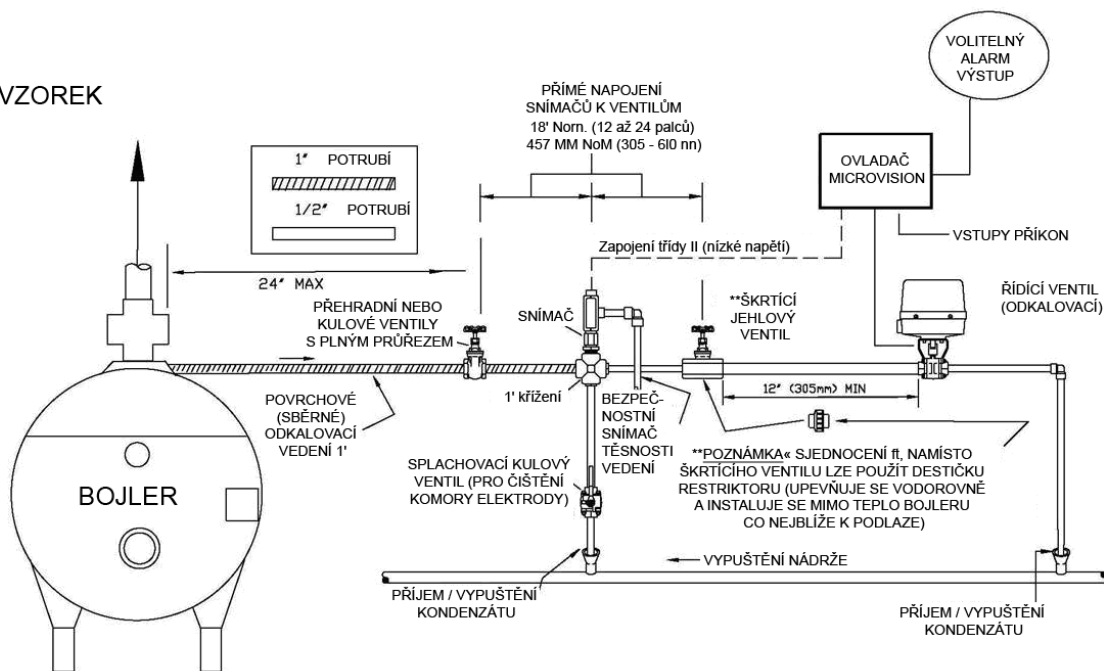 VZOREK
VOLITELNÝ
ALARM
VÝSTUP
PŘÍMÉ NAPOJENÍ
SNÍMAČŮ K VENTILŮM
18' Norn. (12 až 24 palců)
457 MM NoM (305 - 6l0 nn)
1" POTRUBÍ
1/2" POTRUBÍ
OVLADAČ
MICROVISION
VSTUPY PŘÍKON
Zapojení třídy II (nízké napětí)
24" MAX
PŘEHRADNÍ NEBO
KULOVÉ VENTILY
S PLNÝM PRŮŘEZEM
SNÍMAČ
**ŠKRTÍCÍ
JEHLOVÝ
VENTIL
ŘÍDÍCÍ VENTIL
(ODKALOVACÍ)
POVRCHOVÉ
(SBĚRNÉ)
ODKALOVACÍ
VEDENÍ 1'
1' křížení
BEZPEČ-
NOSTNÍ
SNÍMAČ
TĚSNOSTI
VEDENÍ
12" (305mm) MIN
SPLACHOVACÍ KULOVÝ
VENTIL (PRO ČIŠTĚNÍ
KOMORY ELEKTRODY)
**POZNÁMKA« SJEDNOCENÍ ft, NAMÍSTO
ŠKRTÍCÍHO VENTILU LZE POUŽÍT DESTIČKU
RESTRIKTORU (UPEVŇUJE SE VODOROVNĚ
A INSTALUJE SE MIMO TEPLO BOJLERU
CO NEJBLÍŽE K PODLAZE)
BOJLER
VYPUŠTĚNÍ NÁDRŽE
PŘÍJEM / VYPUŠTĚNÍ
KONDENZÁTU
PŘÍJEM / VYPUŠTĚNÍ
KONDENZÁTU